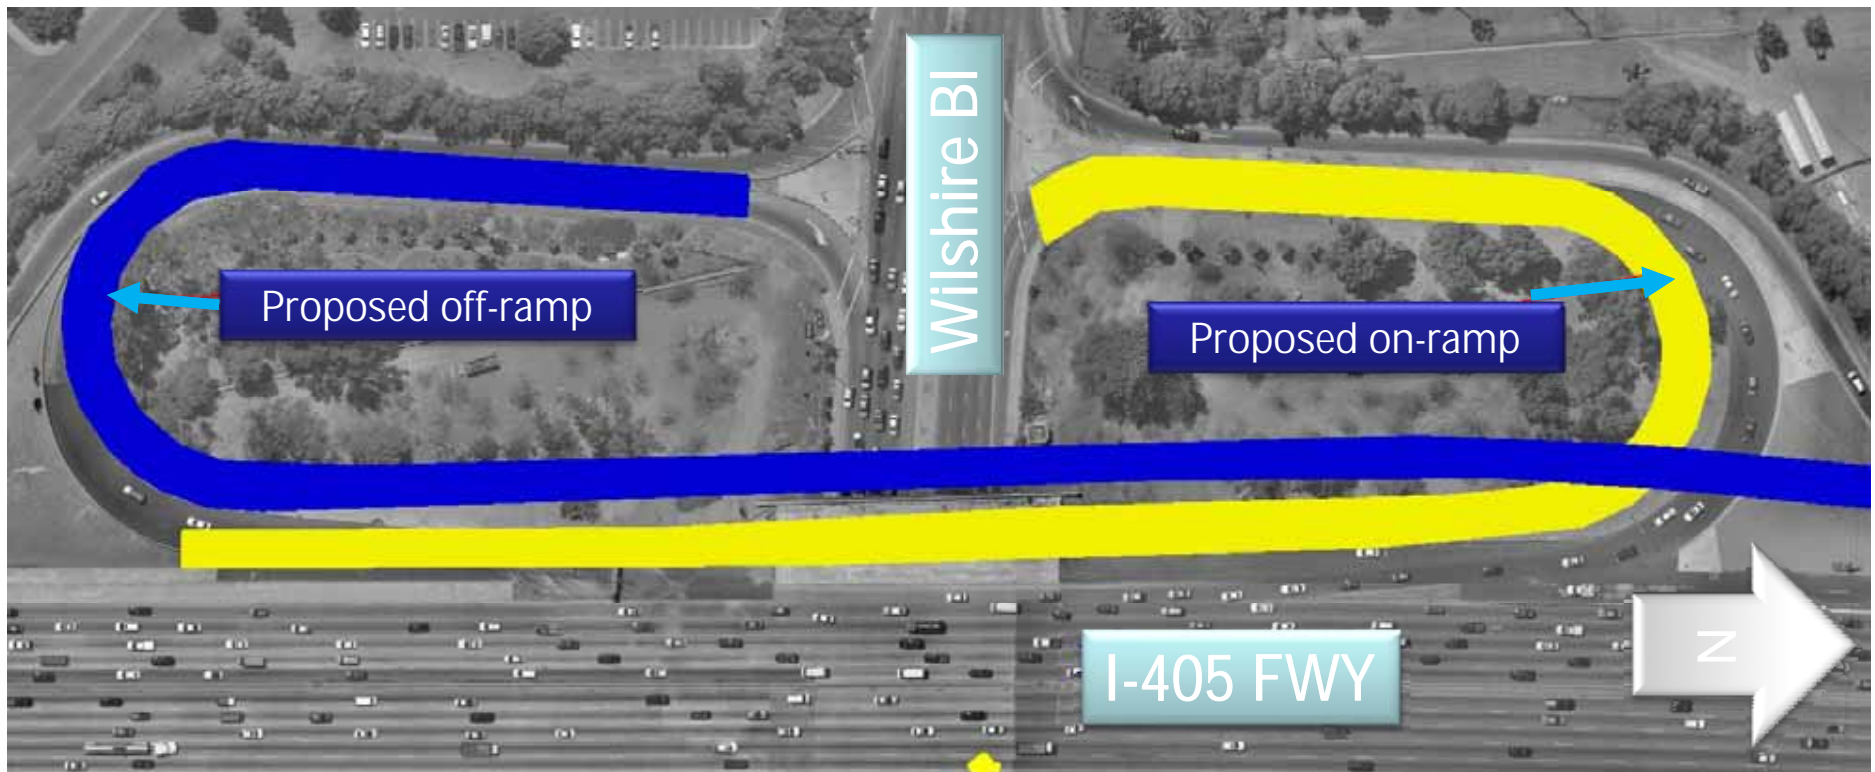 Wilshire Bl
Proposed off-ramp
Proposed on-ramp
I-405 FWY
N